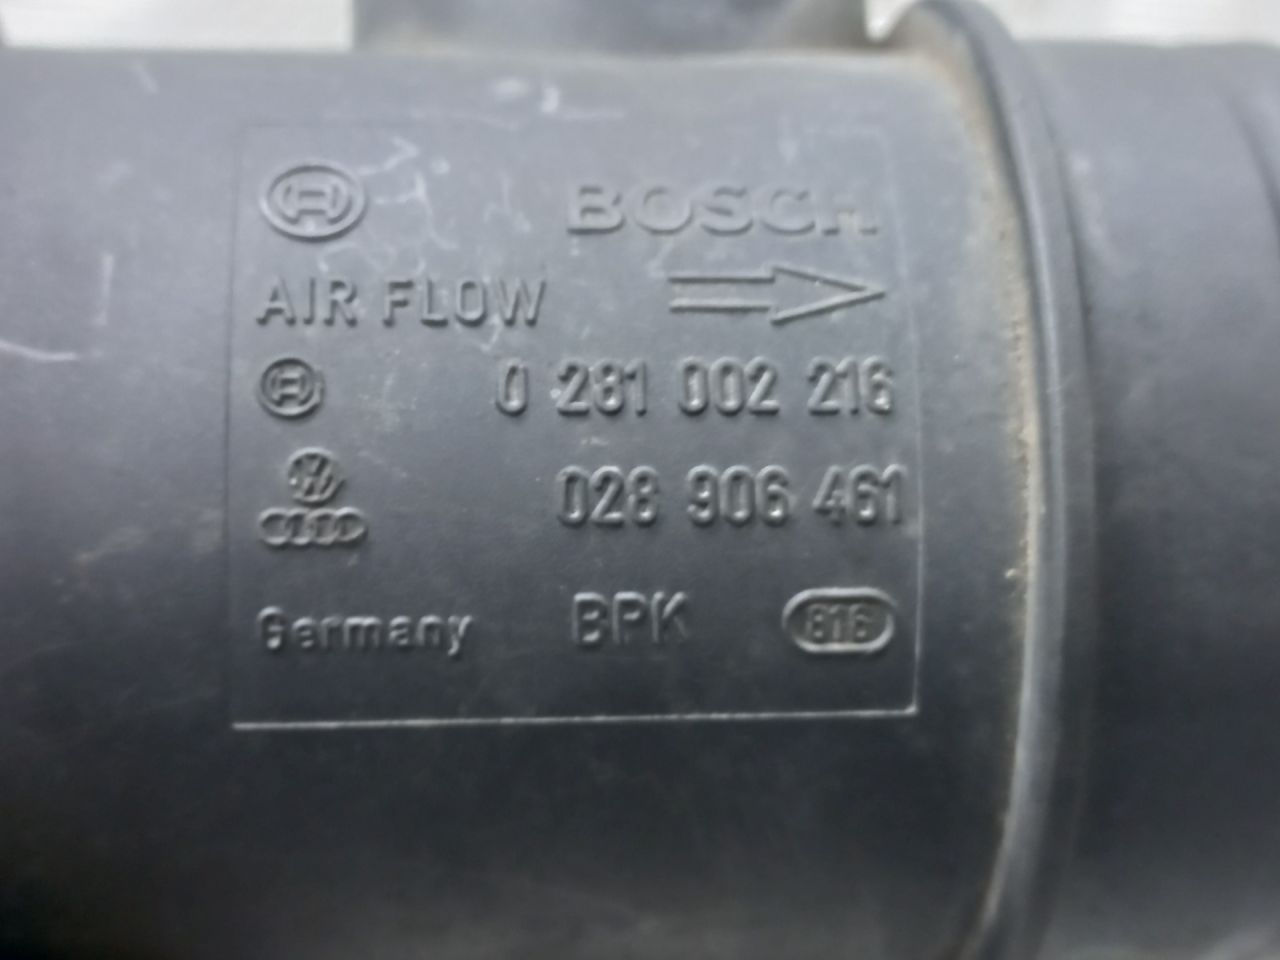 BOSCH
AIR FLOW
0 281 002 216
028 906 461
Germany BPK 816